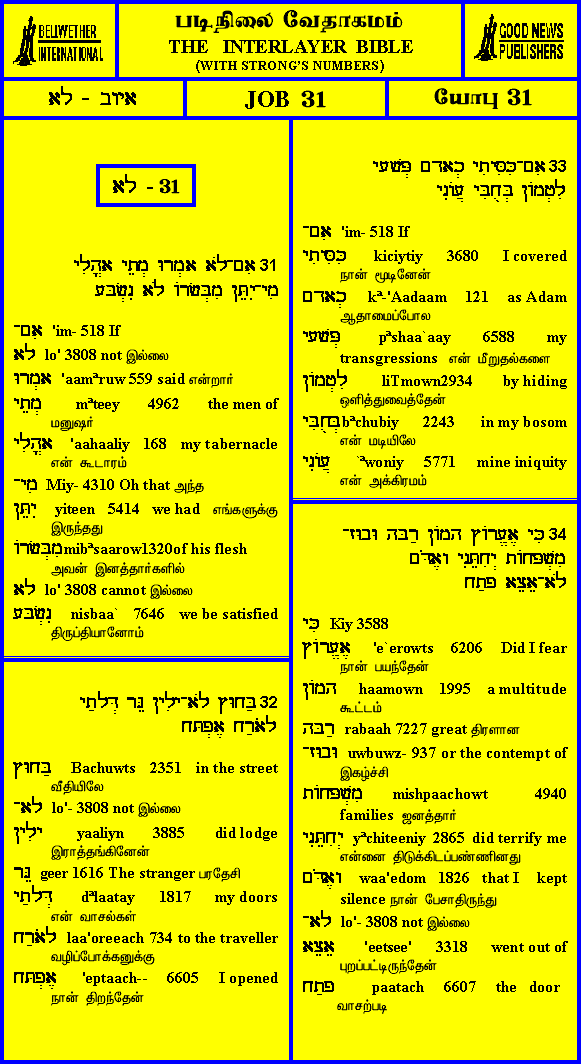 BELLWETHER
INTERNATIONAL
படிநிலை வேதாகமம்
THE INTERLAYER BIBLE
(WITH STRONG'S NUMBERS)
GOOD NEWS
PUBLISHERS
איוב - לא
JOB 31
யோபு 31
לא - 31
31 אִם־לֹא אָמְרוּ מְתֵי אָהֳלִי
מִי־יִתֵּן מִבְּשָׂרוֹ לֹא נִשְׂבָּע
אִם־ 'im- 518 If
לֹא lo' 3808 not இல்லை
אָמְרוּ 'aamªruw 559 said என்றார்
מְתֵי mªteey 4962 the men of
மனுஷர்
אָהֳלִי 'aahaaliy 168 my tabernacle
என் கூடாரம்
מִי־ Miy- 4310 Oh that அந்த
יִתֵּן yiteen 5414 we had எங்களுக்கு
இருந்தது
מִבְּשָׂרוֹ mibªsaarow1320of his flesh
அவன் இனத்தார்களில்
לֹא lo' 3808 cannot இல்லை
נִשְׂבָּע nisbaa` 7646 we be satisfied
திருப்தியானோம்
32 בַּחוּץ לֹא־יָלִין גֵּר דְּלָתַי
לָאֹרַח אֶפְתָּח
בַּחוּץ Bachuwts 2351 in the street
வீதியிலே
לֹא־ lo'- 3808 not இல்லை
יָלִין yaaliyn 3885 did lodge
இராத்தங்கினேன்
גֵּר geer 1616 The stranger பரதேசி
דְּלָתַי dªlaatay 1817 my doors
என் வாசல்கள்
לָאֹרַח laa'oreeach 734 to the traveller
வழிப்போக்கனுக்கு
אֶפְתָּח 'eptaach-- 6605 I opened
நான் திறந்தேன்
33 אִם־כִּסִּיתִי כְאָדָם פְּשָׁעָי
לִטְמוֹן בְּחֻבִּי עֲוֹנִי
אִם־ 'im- 518 If
כִּסִּיתִי kiciytiy 3680 I covered
நான் மூடினேன்
כְאָדָם kª-'Aadaam 121 as Adam
ஆதாமைப்போல
פְּשָׁעָי pªshaa`aay 6588 my
transgressions என் மீறுதல்களை
לִטְמוֹן liTmown2934 by hiding
ஒளித்துவைத்தேன்
בְּחֻבִּי bªchubiy 2243 in my bosom
என் மடியிலே
עֲוֹנִי `ªwoniy 5771 mine iniquity
என் அக்கிரமம்
34 כִּי אֶעֱרוֹץ הָמוֹן רַבָּה וּבוּז־
מִשְׁפָּחוֹת יְחִתֵּנִי וָאֶדֹּם
לֹא־אֵצֵא פָתַח
כִּי Kiy 3588
אֶעֱרוֹץ 'e`erowts 6206 Did I fear
நான் பயந்தேன்
הָמוֹן haamown 1995 a multitude
கூட்டம்
רַבָּה rabaah 7227 great திரளான
וּבוּז־ uwbuwz- 937 or the contempt of
இகழ்ச்சி
מִשְׁפָּחוֹת mishpaachowt 4940
families ஜனத்தார்
יְחִתֵּנִי yªchiteeniy 2865 did terrify me
என்னை திடுக்கிடப்பண்ணினது
וָאֶדֹּם waa'edom 1826 that I kept
silence நான் பேசாதிருந்து
לֹא־ lo'- 3808 not இல்லை
אֵצֵא 'eetsee' 3318 went out of
புறப்பட்டிருந்தேன்
פָתַח paatach 6607 the door
வாசற்படி